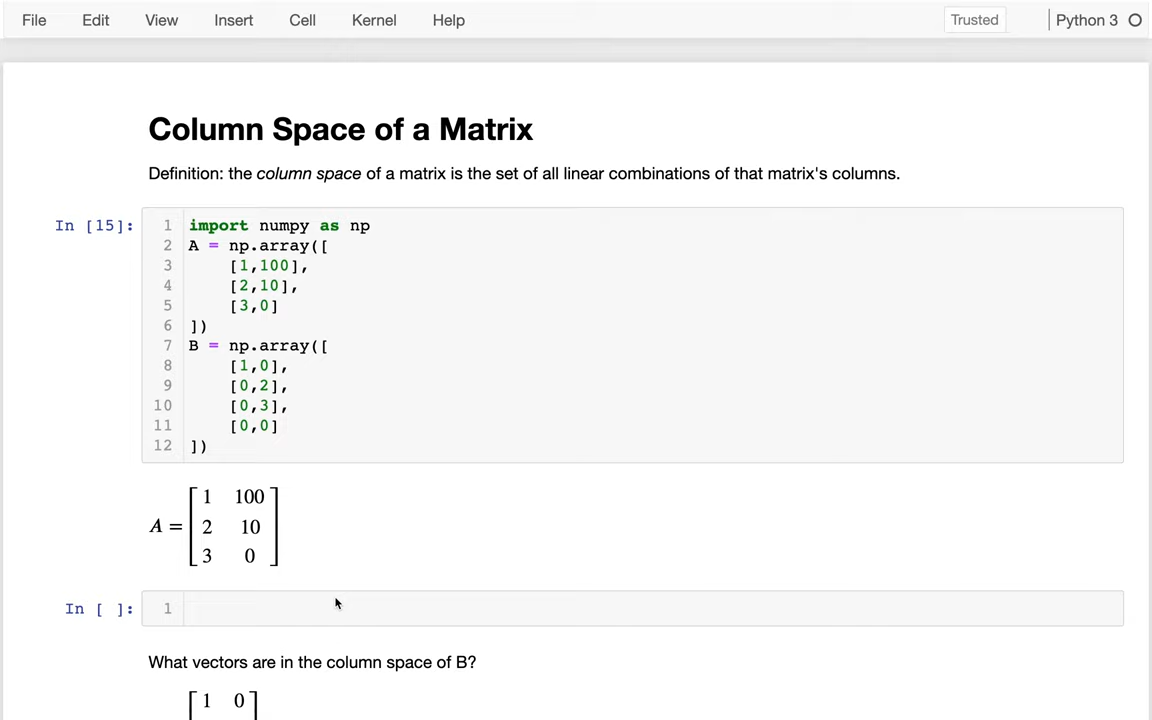 File Edit View Insert Cell Kernel Help Trusted Python 3
Column Space of a Matrix
Definition: the column space of a matrix is the set of all linear combinations of that matrix's columns.
In [15]: 1 import numpy as np
2 A = np.array([
3 [1,100],
4 [2,10],
5 [3,0]
6 ])
7 B = np.array([
8 [1,0],
9 [0,2],
10 [0,3],
11 [0,0]
12 ])
1 100
A = 2 10
3 0
In [ ]: 1
What vectors are in the column space of B?
1 0